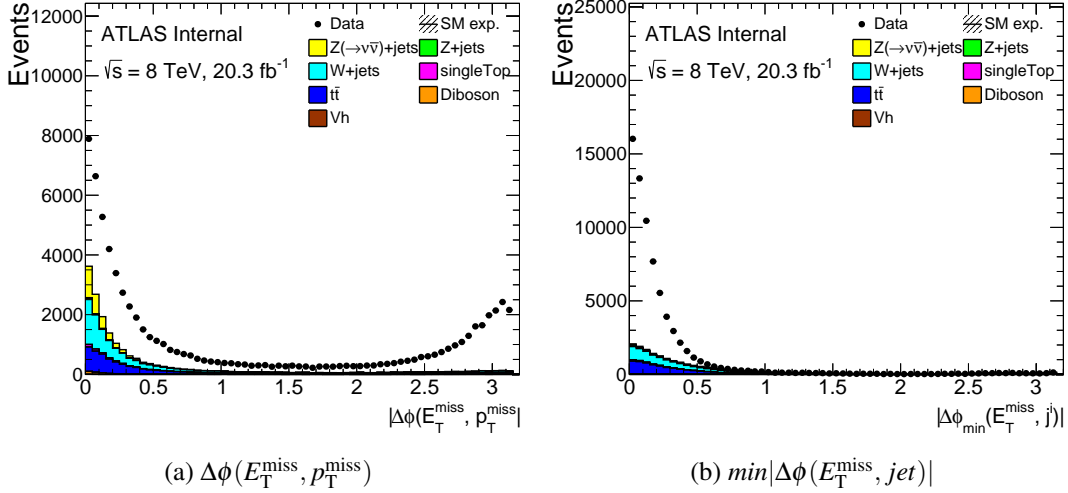 Events
12000
10000
8000
6000
4000
2000
0
ATLAS Internal
√s = 8 TeV, 20.3 fb⁻¹
Data
Z(→νν̄)+jets
W+jets
tt̄
Vh
SM exp.
Z+jets
singleTop
Diboson
0 0.5 1 1.5 2 2.5 3
|Δϕ(E_T^miss, p_T^miss|
(a) Δϕ(E_T^miss, p_T^miss)
Events
25000
20000
15000
10000
5000
0
ATLAS Internal
√s = 8 TeV, 20.3 fb⁻¹
Data
Z(→νν̄)+jets
W+jets
tt̄
Vh
SM exp.
Z+jets
singleTop
Diboson
0 0.5 1 1.5 2 2.5 3
|Δϕ_min(E_T^miss, j^i)|
(b) min|Δϕ(E_T^miss, jet)|